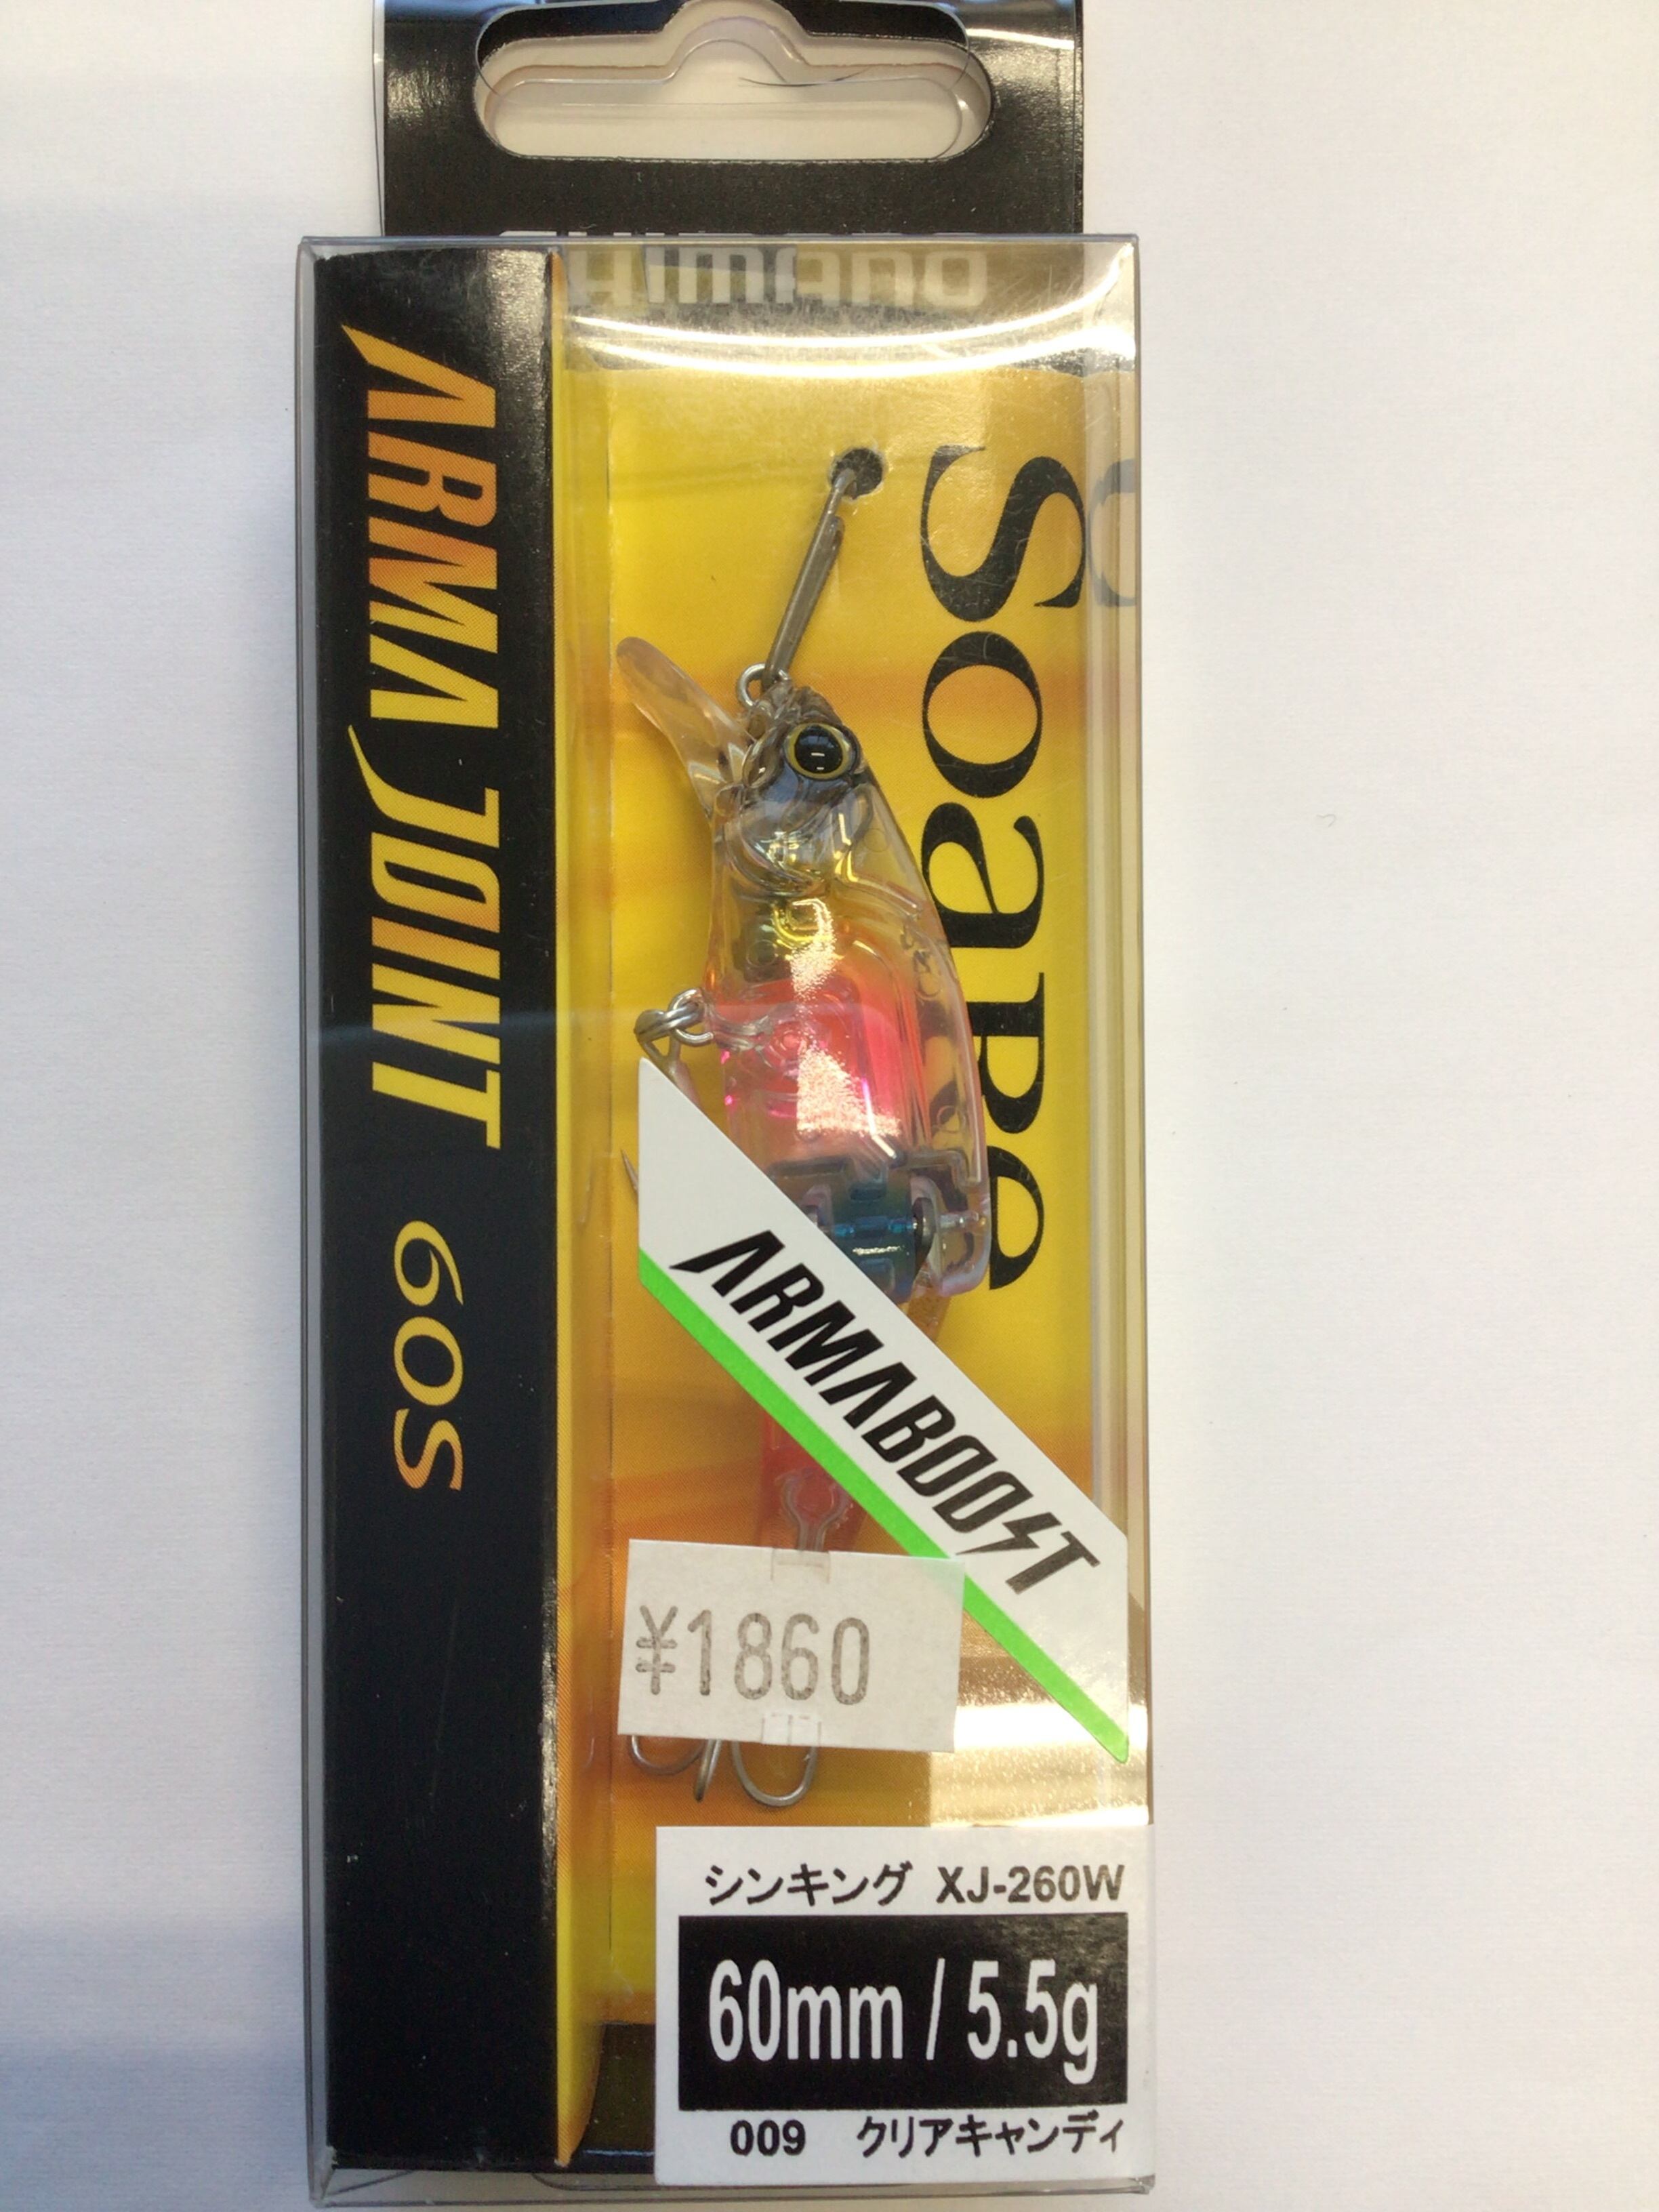 SHIMANO
ARMA JOINT 60S
Soare
ARMABOOST
¥1860
シンキング XJ-260W
60mm / 5.5g
009 クリアキャンディ